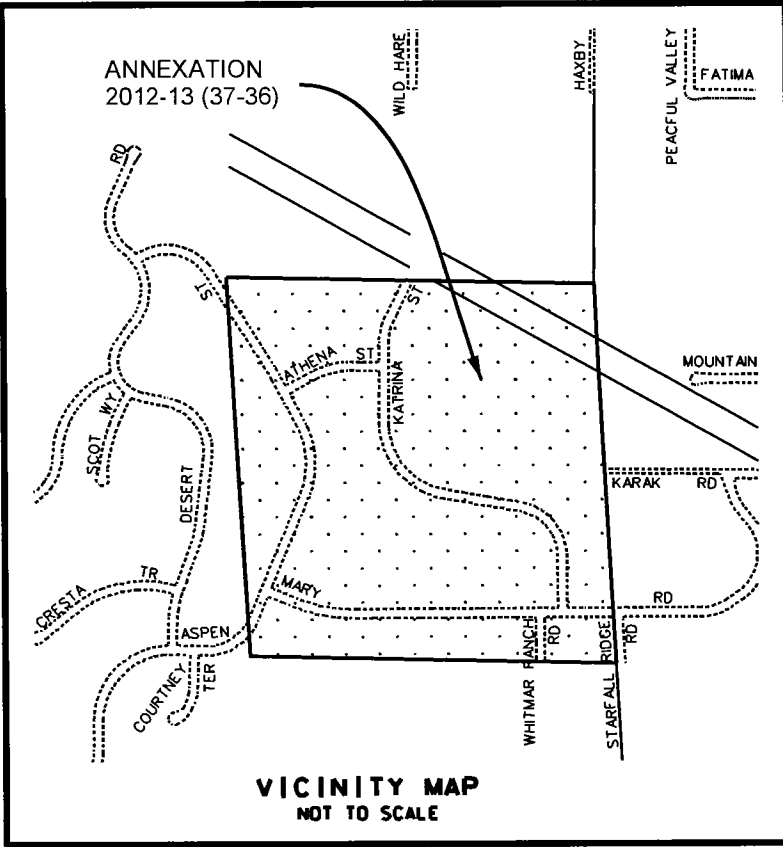 ANNEXATION
2012-13 (37-36)
WILD HARE
HAXBY
PEACFUL VALLEY
FATIMA
RD
ST
ST
ATHENA ST
KATRINA
MOUNTAIN
SCOT WY
DESERT
KARAK RD
CRESTA TR
MARY
RD
ASPEN
COURTNEY TER
WHITMAR RANCH RD
STARFALL RIDGE RD
VICINITY MAP
NOT TO SCALE